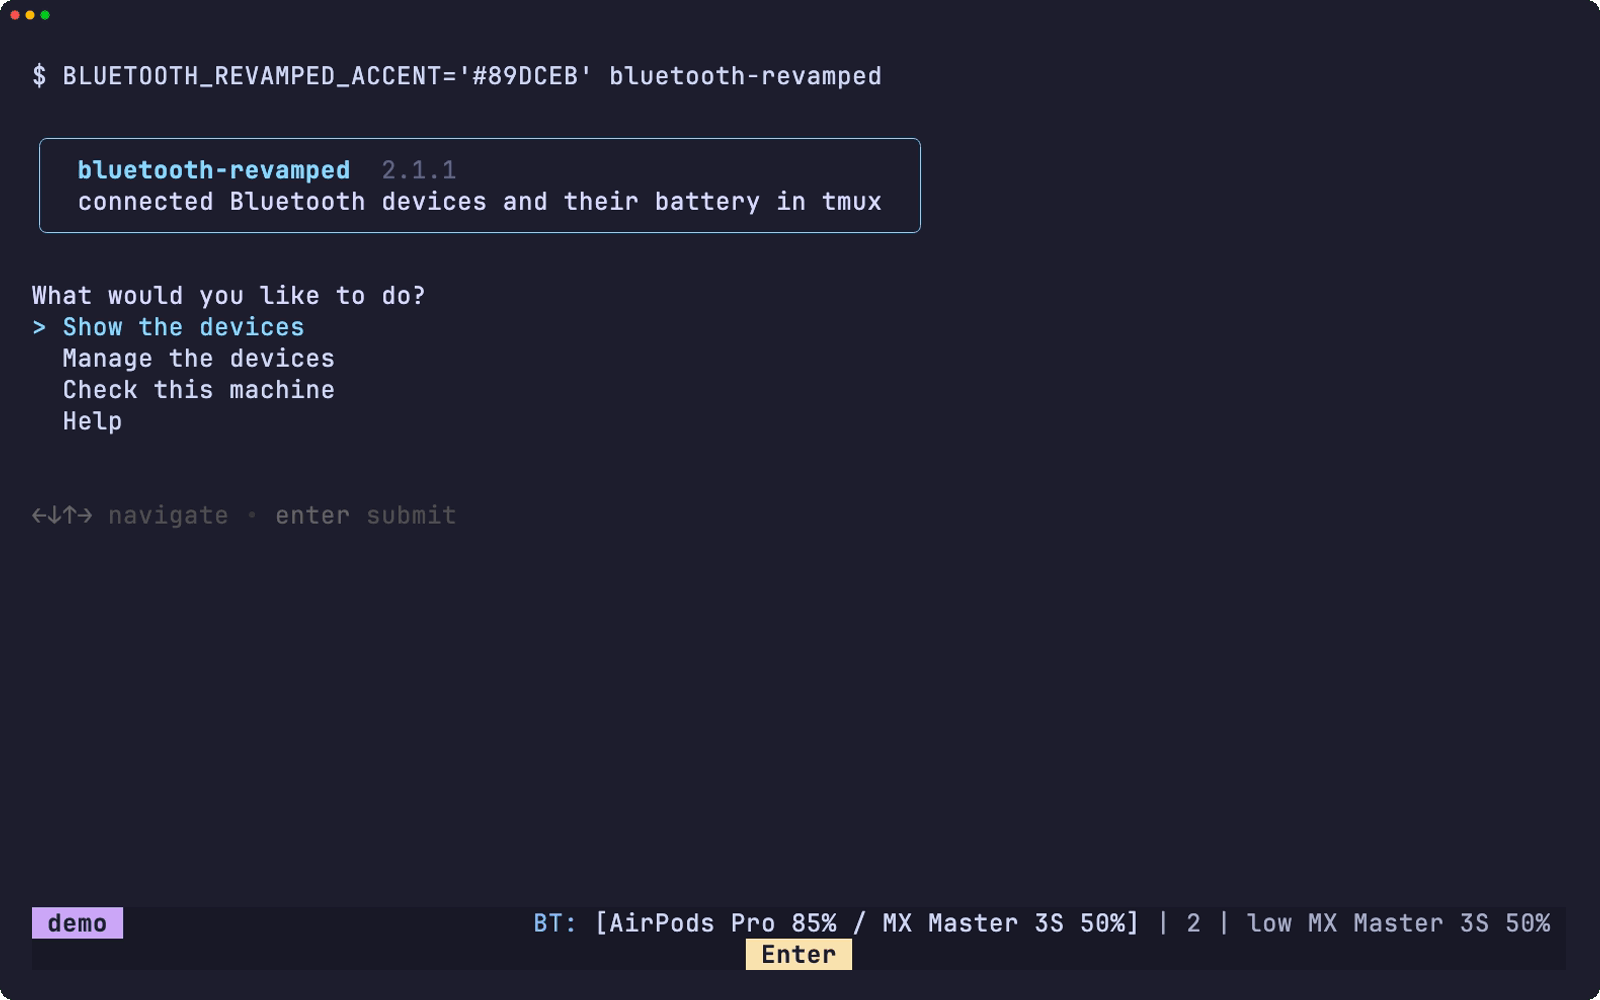 $ BLUETOOTH_REVAMPED_ACCENT='#89DCEB' bluetooth-revamped
bluetooth-revamped 2.1.1
connected Bluetooth devices and their battery in tmux
What would you like to do?
> Show the devices
Manage the devices
Check this machine
Help
←↓↑→ navigate • enter submit
demo BT: [AirPods Pro 85% / MX Master 3S 50%] | 2 | low MX Master 3S 50%
Enter